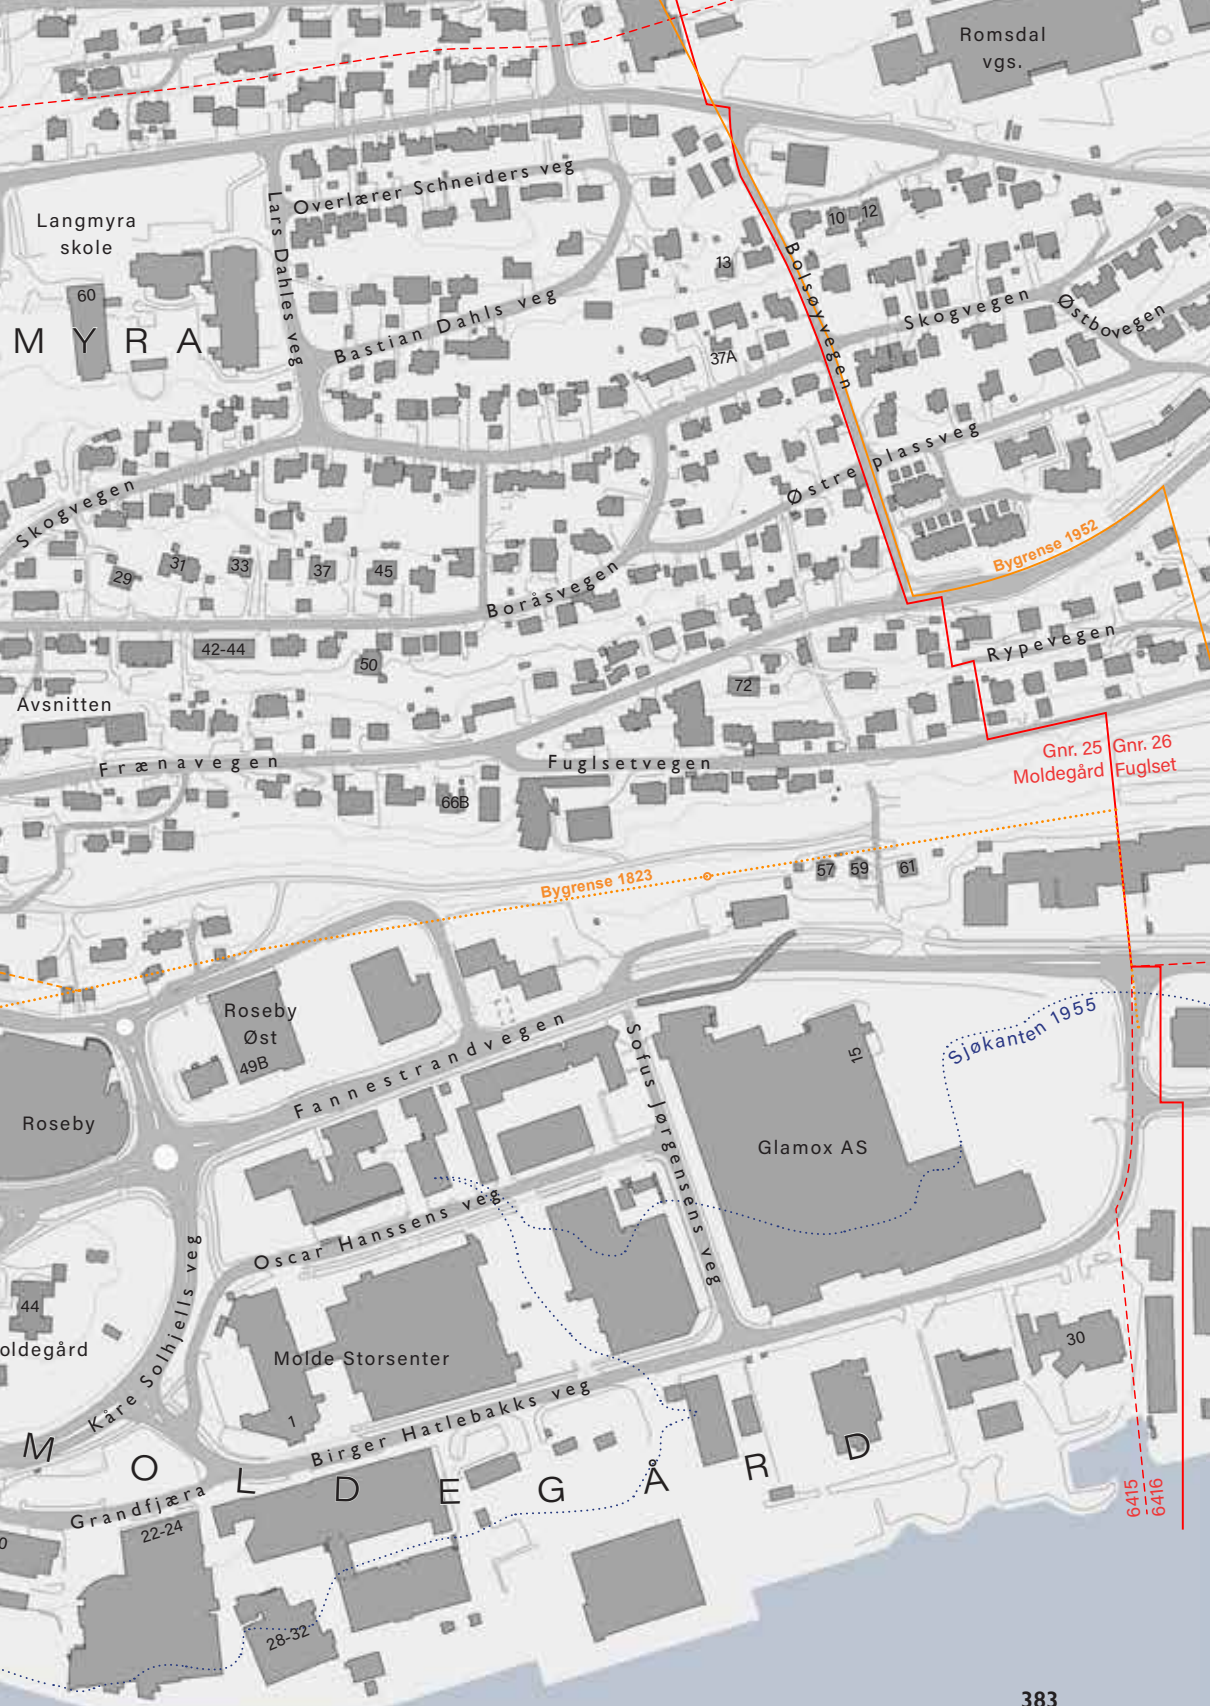 Romsdal
vgs.
Overlærer Schneiders veg
Langmyra
skole
Lars Dahles veg
10
12
13
Bolsøyvegen
60
Bastian Dahls veg
Skogvegen
Østbovegen
MYRA
37A
Østre plassveg
Skogvegen
Bygrense 1952
29
31
33
37
45
Boråsvegen
42-44
50
Rypevegen
72
Avsnitten
Frænavegen
Fuglsetvegen
Gnr. 25
Moldegård
Gnr. 26
Fuglset
66B
Bygrense 1823
57
59
61
Roseby
Øst
49B
Fannestrandvegen
Sofus Jørgensens veg
15
Sjøkanten 1955
Roseby
Glamox AS
Oscar Hanssens veg
Kåre Solhjells veg
44
oldegård
Molde Storsenter
1
30
Birger Hatlebakks veg
MOLDEGÅRD
Grandfjæra
22-24
0
6415
6416
28-32
383